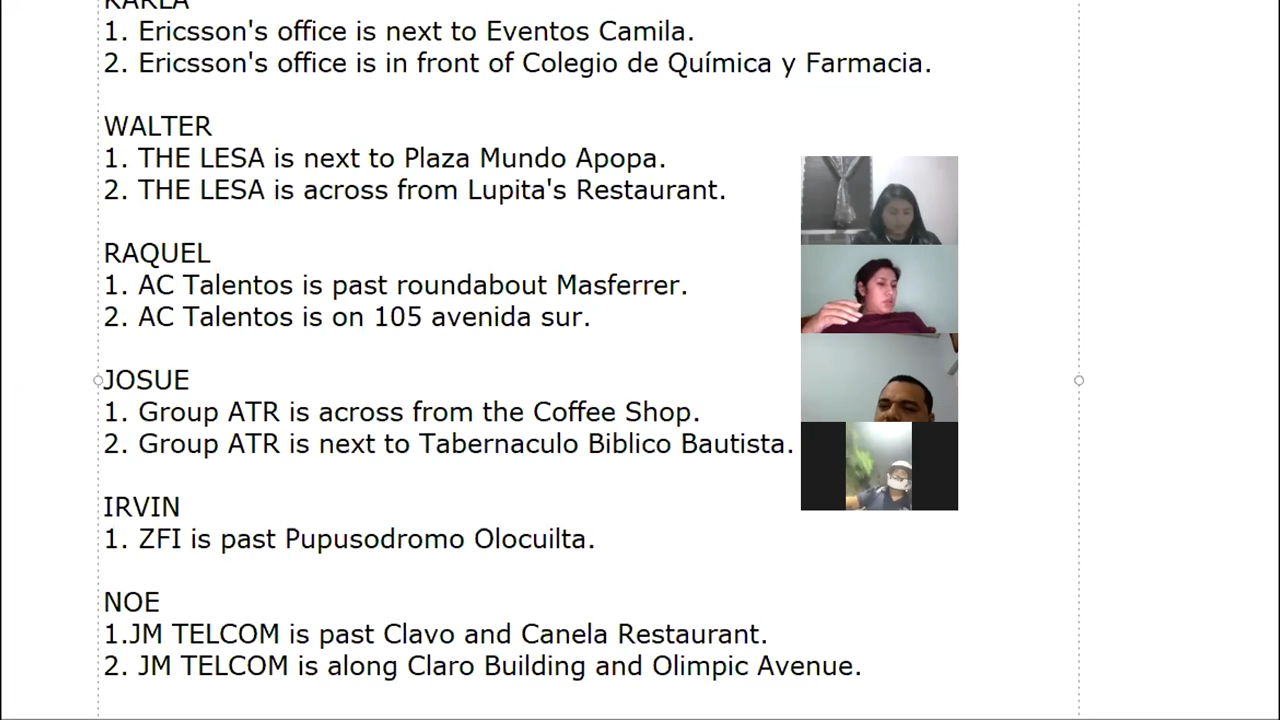 KARLA
1. Ericsson's office is next to Eventos Camila.
2. Ericsson's office is in front of Colegio de Química y Farmacia.
WALTER
1. THE LESA is next to Plaza Mundo Apopa.
2. THE LESA is across from Lupita's Restaurant.
RAQUEL
1. AC Talentos is past roundabout Masferrer.
2. AC Talentos is on 105 avenida sur.
JOSUE
1. Group ATR is across from the Coffee Shop.
2. Group ATR is next to Tabernaculo Biblico Bautista.
IRVIN
1. ZFI is past Pupusodromo Olocuilta.
NOE
1.JM TELCOM is past Clavo and Canela Restaurant.
2. JM TELCOM is along Claro Building and Olimpic Avenue.